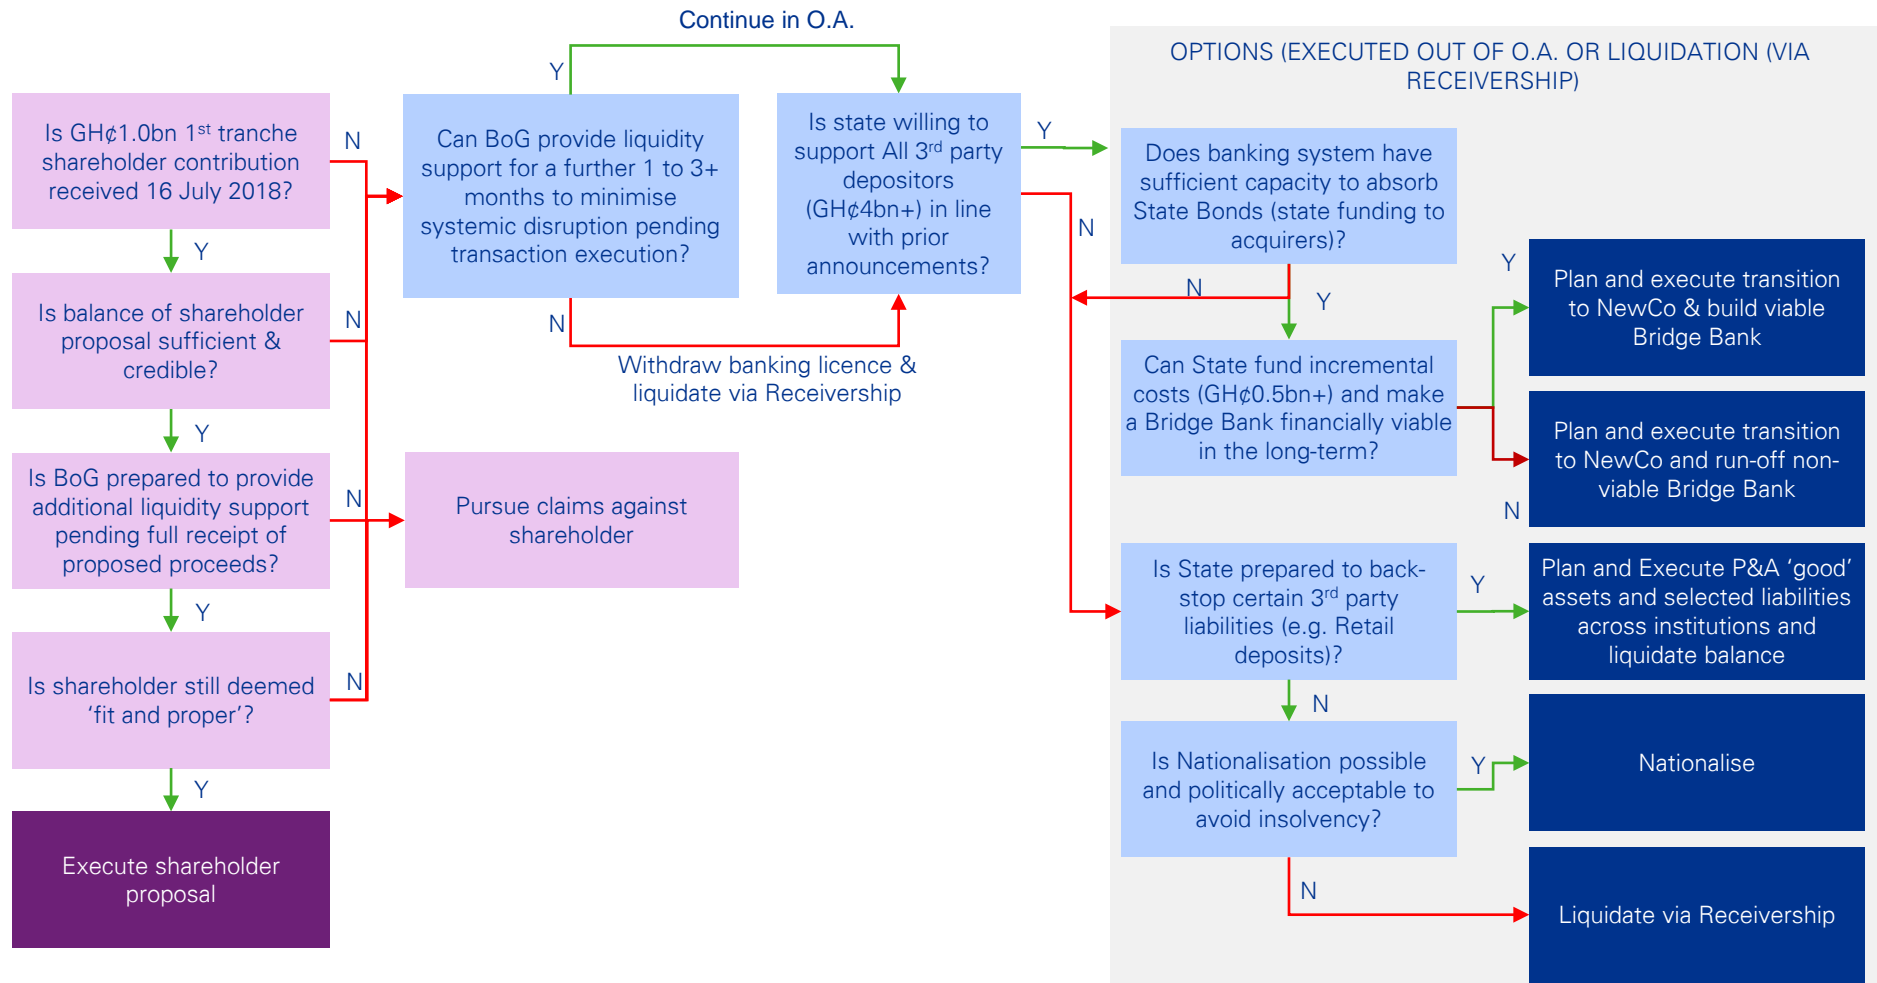 Continue in O.A.
OPTIONS (EXECUTED OUT OF O.A. OR LIQUIDATION (VIA
RECEIVERSHIP)
Is GH¢1.0bn 1st tranche
shareholder contribution
received 16 July 2018?
N
Y
Is balance of shareholder
proposal sufficient &
credible?
N
Y
Is BoG prepared to provide
additional liquidity support
pending full receipt of
proposed proceeds?
N
Y
Is shareholder still deemed
‘fit and proper’?
N
Y
Execute shareholder
proposal
Y
Can BoG provide liquidity
support for a further 1 to 3+
months to minimise
systemic disruption pending
transaction execution?
N
Withdraw banking licence &
liquidate via Receivership
Pursue claims against
shareholder
Is state willing to
support All 3rd party
depositors
(GH¢4bn+) in line
with prior
announcements?
Y
N
Does banking system have
sufficient capacity to absorb
State Bonds (state funding to
acquirers)?
N
Y
Can State fund incremental
costs (GH¢0.5bn+) and make
a Bridge Bank financially viable
in the long-term?
Y
Plan and execute transition
to NewCo & build viable
Bridge Bank
Plan and execute transition
to NewCo and run-off non-
viable Bridge Bank
N
Is State prepared to back-
stop certain 3rd party
liabilities (e.g. Retail
deposits)?
Y
Plan and Execute P&A ‘good’
assets and selected liabilities
across institutions and
liquidate balance
N
Is Nationalisation possible
and politically acceptable to
avoid insolvency?
Y
Nationalise
N
Liquidate via Receivership